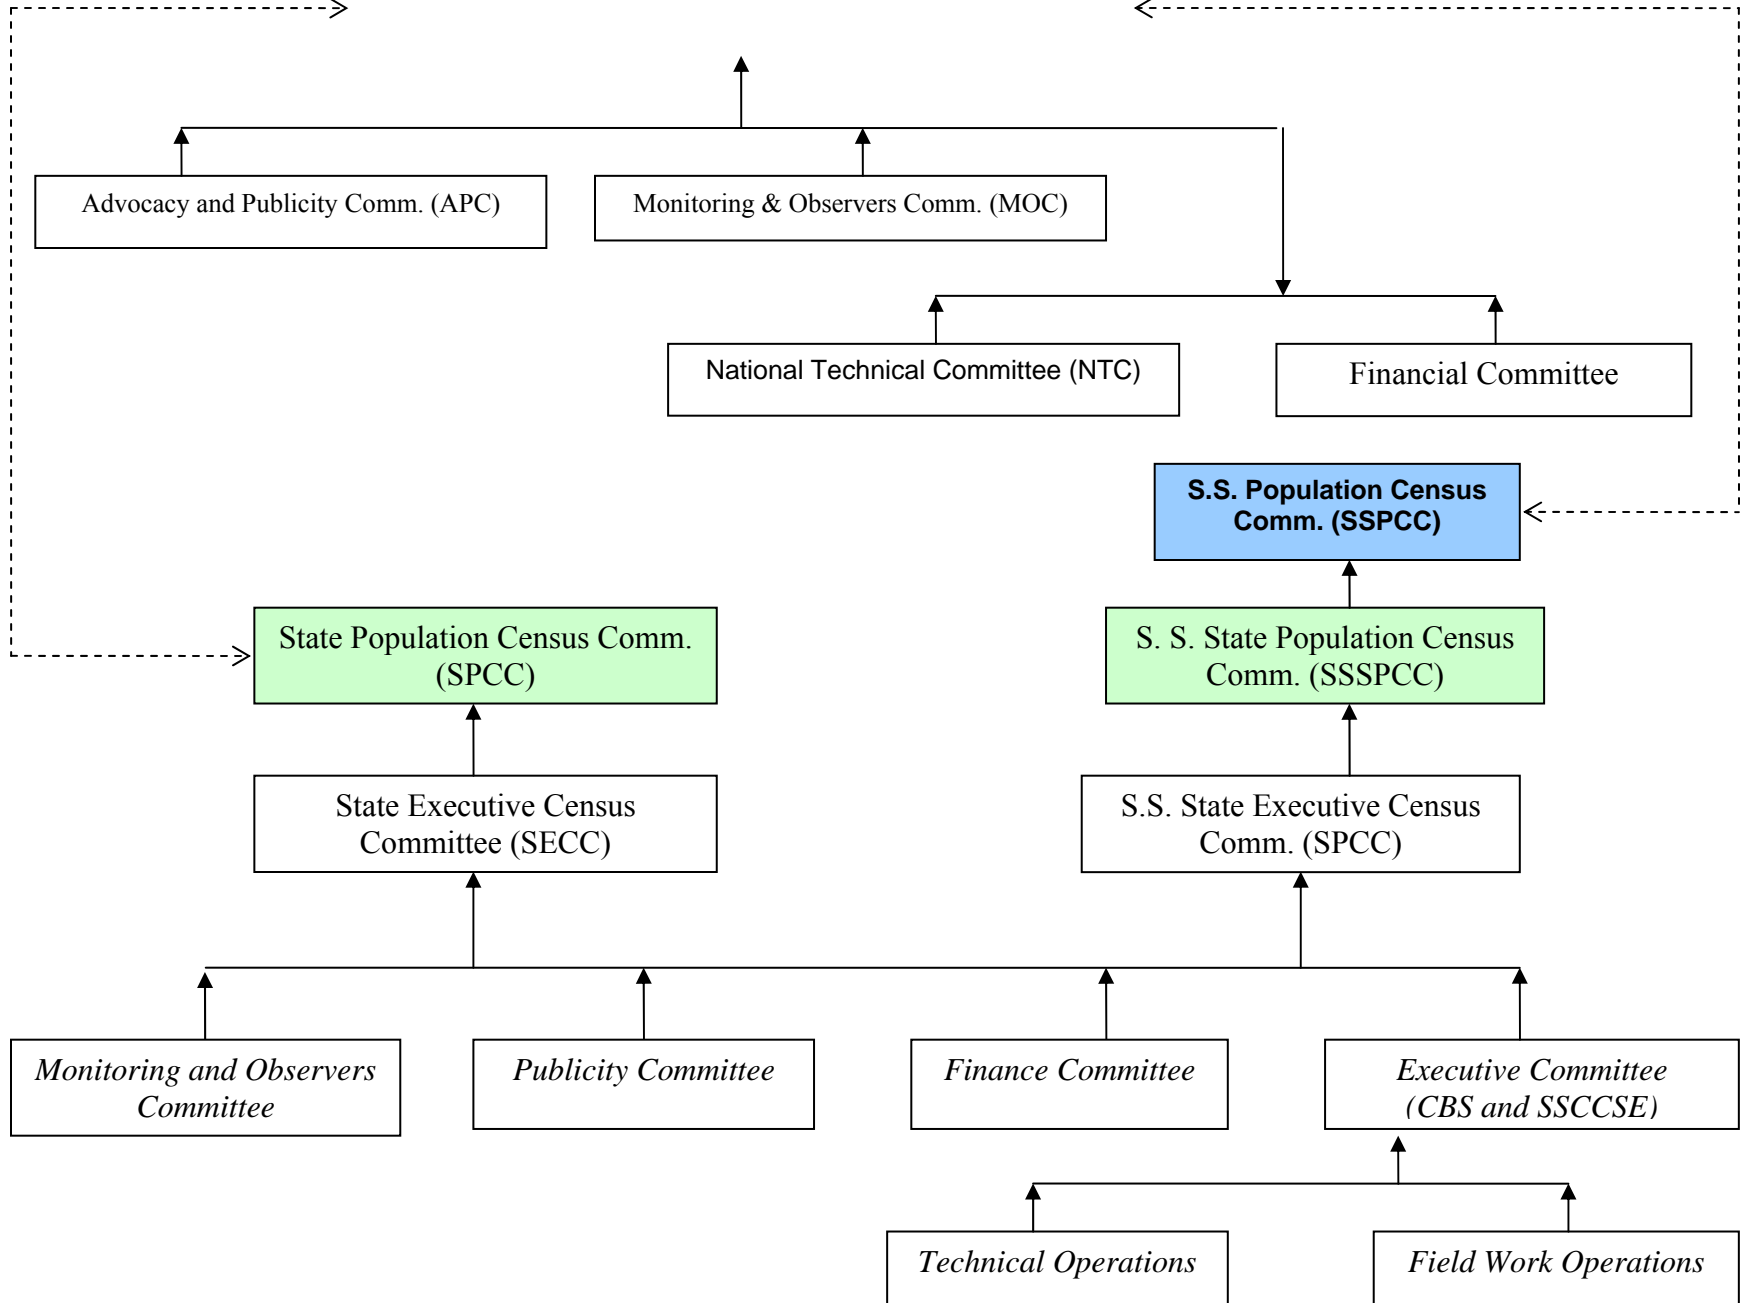 Advocacy and Publicity Comm. (APC)
Monitoring & Observers Comm. (MOC)
National Technical Committee (NTC)
Financial Committee
S.S. Population Census
Comm. (SSPCC)
State Population Census Comm.
(SPCC)
S. S. State Population Census
Comm. (SSSPCC)
State Executive Census
Committee (SECC)
S.S. State Executive Census
Comm. (SPCC)
Monitoring and Observers
Committee
Publicity Committee
Finance Committee
Executive Committee
(CBS and SSCCSE)
Technical Operations
Field Work Operations